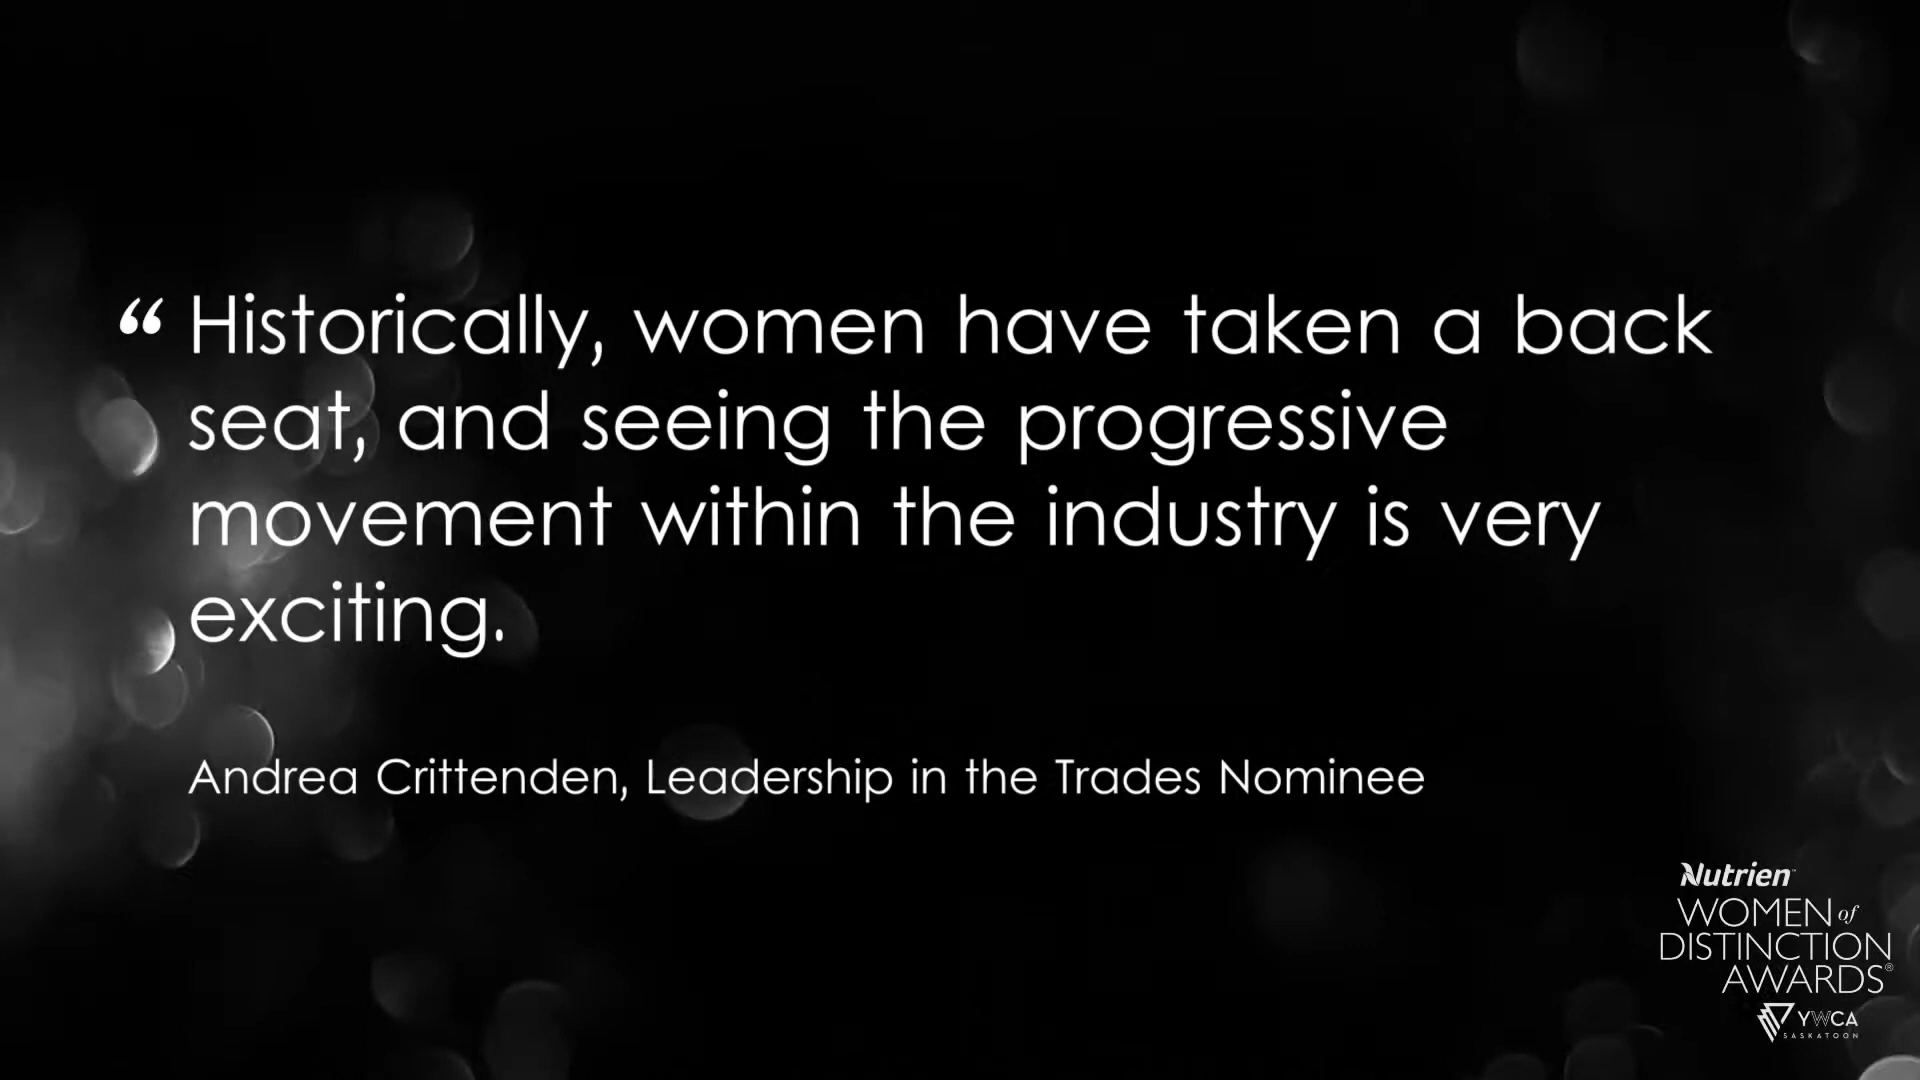 “ Historically, women have taken a back
seat, and seeing the progressive
movement within the industry is very
exciting.
Andrea Crittenden, Leadership in the Trades Nominee
Nutrien™
WOMEN of
DISTINCTION
AWARDS®
YWCA
SASKATOON